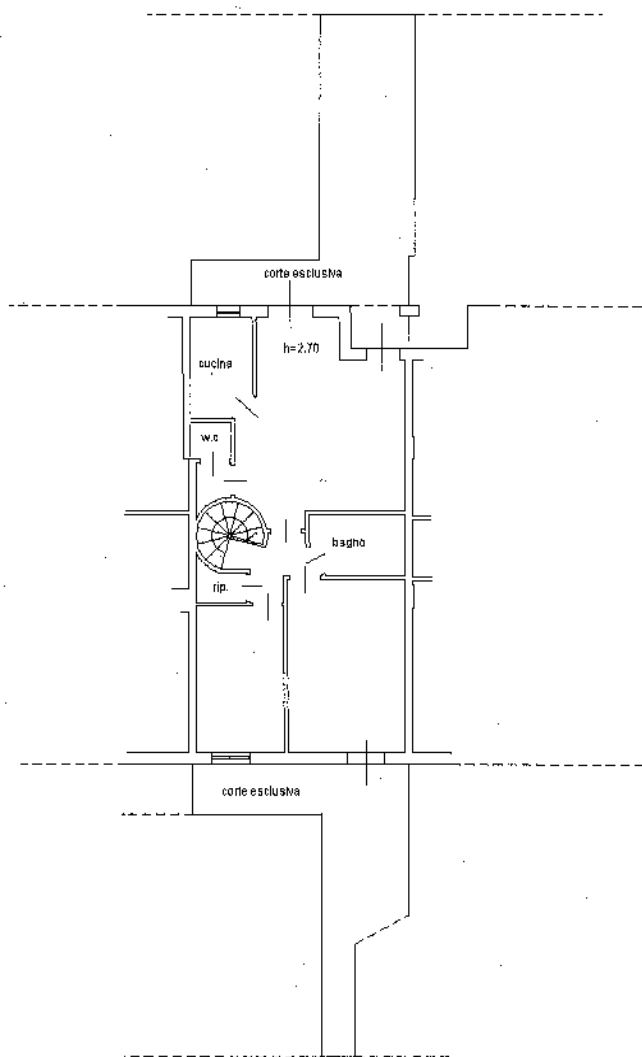 corte esclusiva
h=2.70
cucina
w.c
bagno
rip.
corte esclusiva